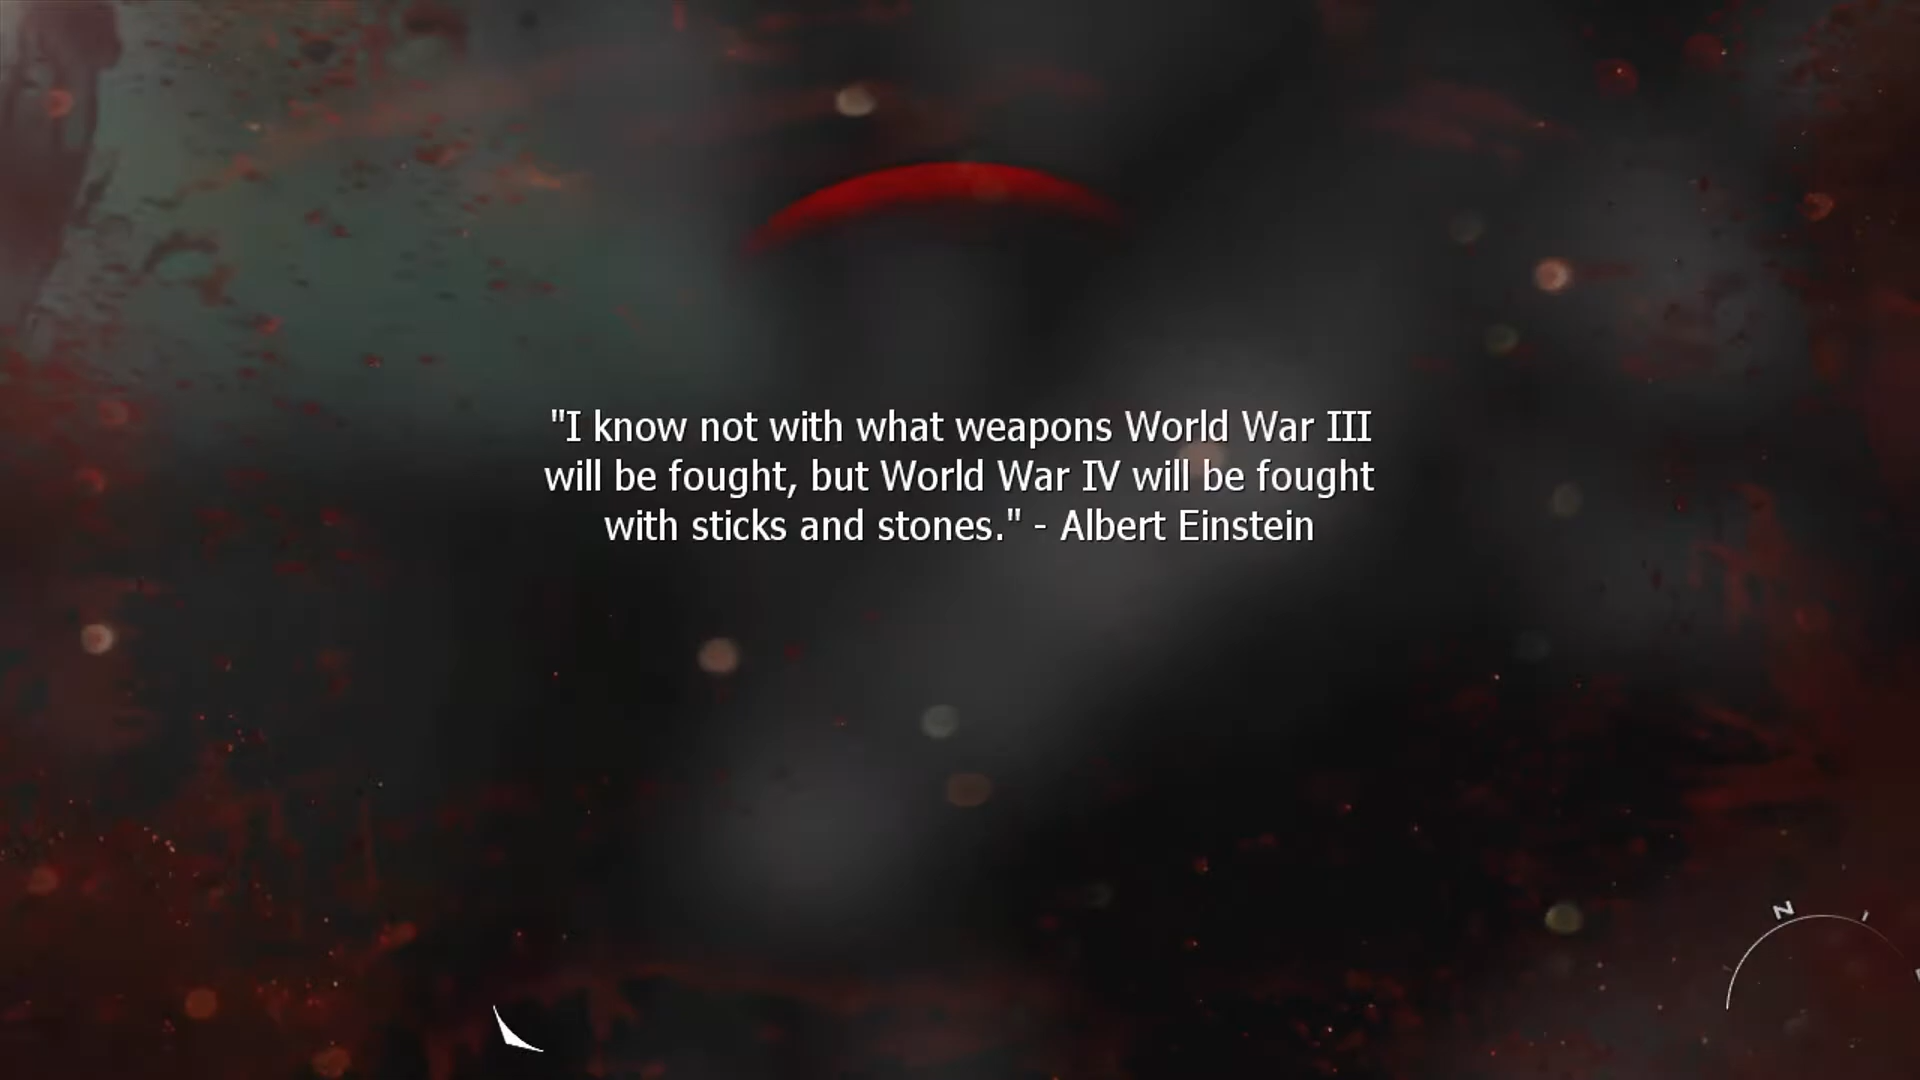 "I know not with what weapons World War III
will be fought, but World War IV will be fought
with sticks and stones." - Albert Einstein
N